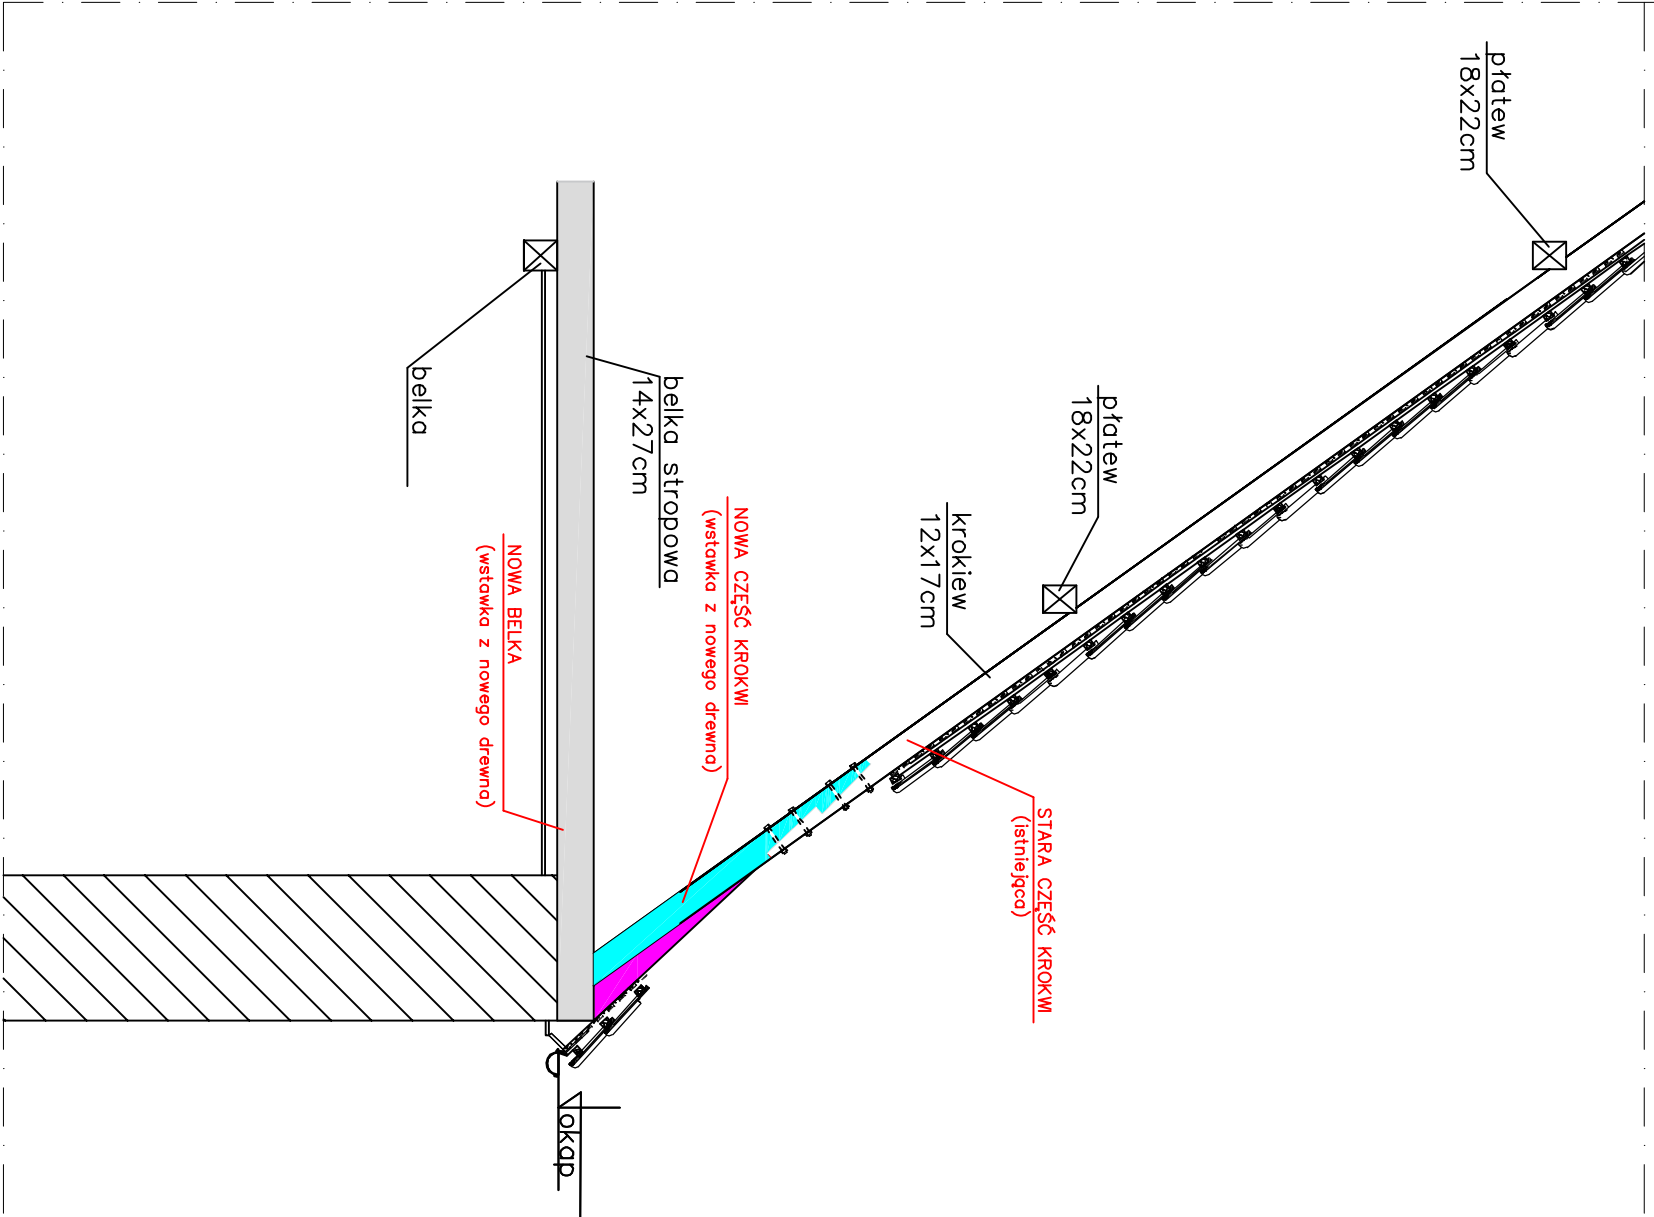 płatew
18x22cm
płatew
18x22cm
krokiew
12x17cm
belka stropowa
14x27cm
belka
NOWA CZĘŚĆ KROKWI
(wstawka z nowego drewna)
NOWA BELKA
(wstawka z nowego drewna)
STARA CZĘŚĆ KROKWI
(istniejąca)
okap